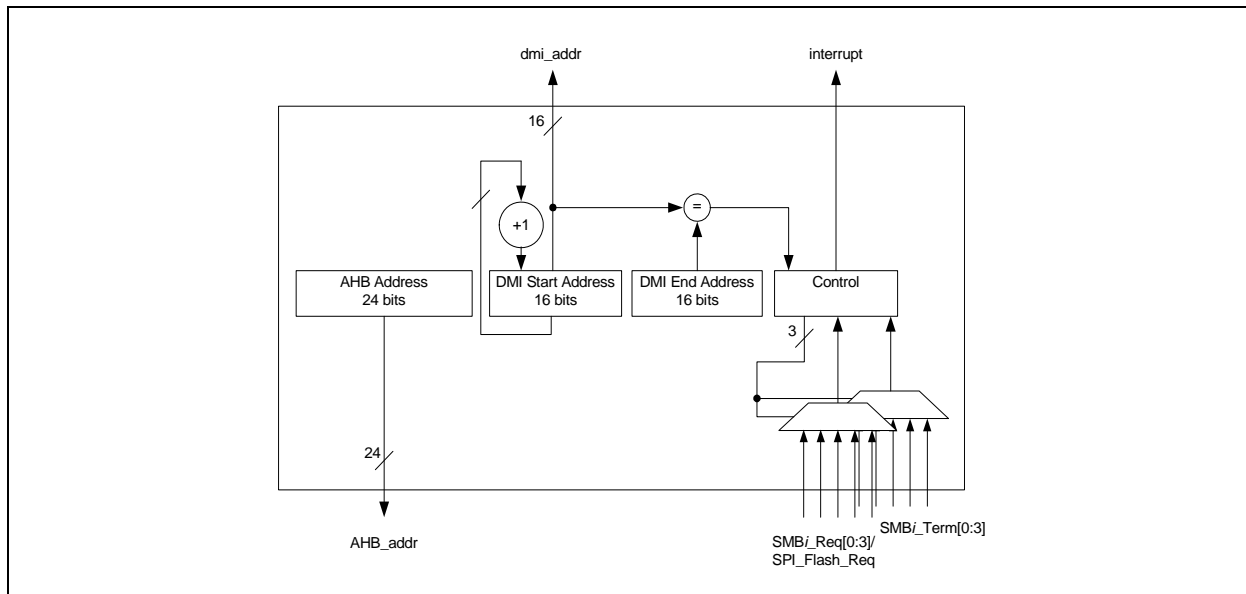 dmi_addr
interrupt
16
+1
=
AHB Address
24 bits
DMI Start Address
16 bits
DMI End Address
16 bits
Control
3
24
AHB_addr
SMBi_Req[0:3]/
SPI_Flash_Req
SMBi_Term[0:3]